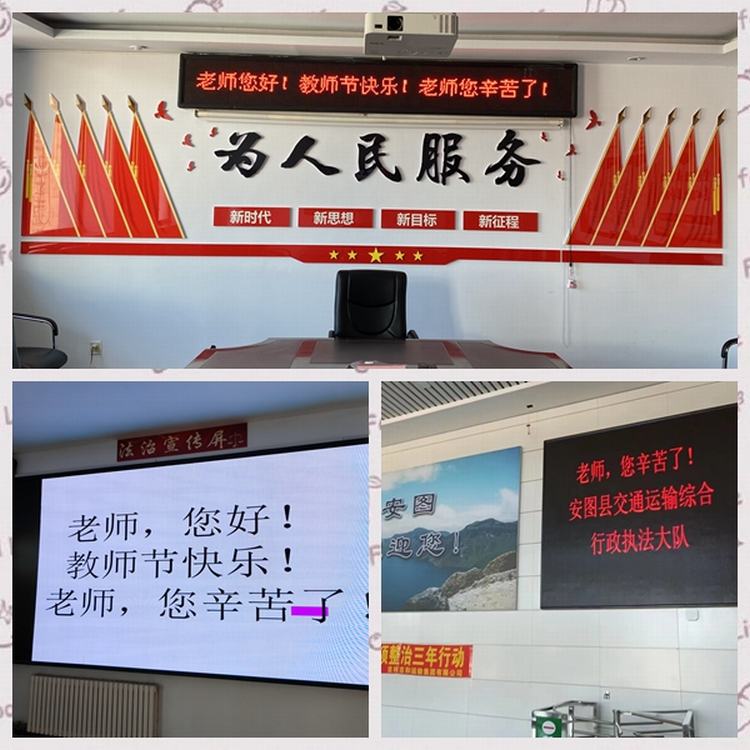 老师您好！教师节快乐！老师您辛苦了！
为人民服务
新时代 新思想 新目标 新征程
法治宣传屏
老师，您好！
教师节快乐！
老师，您辛苦了！
安图
迎您！
老师，您辛苦了！
安图县交通运输综合
行政执法大队
项整治三年行动